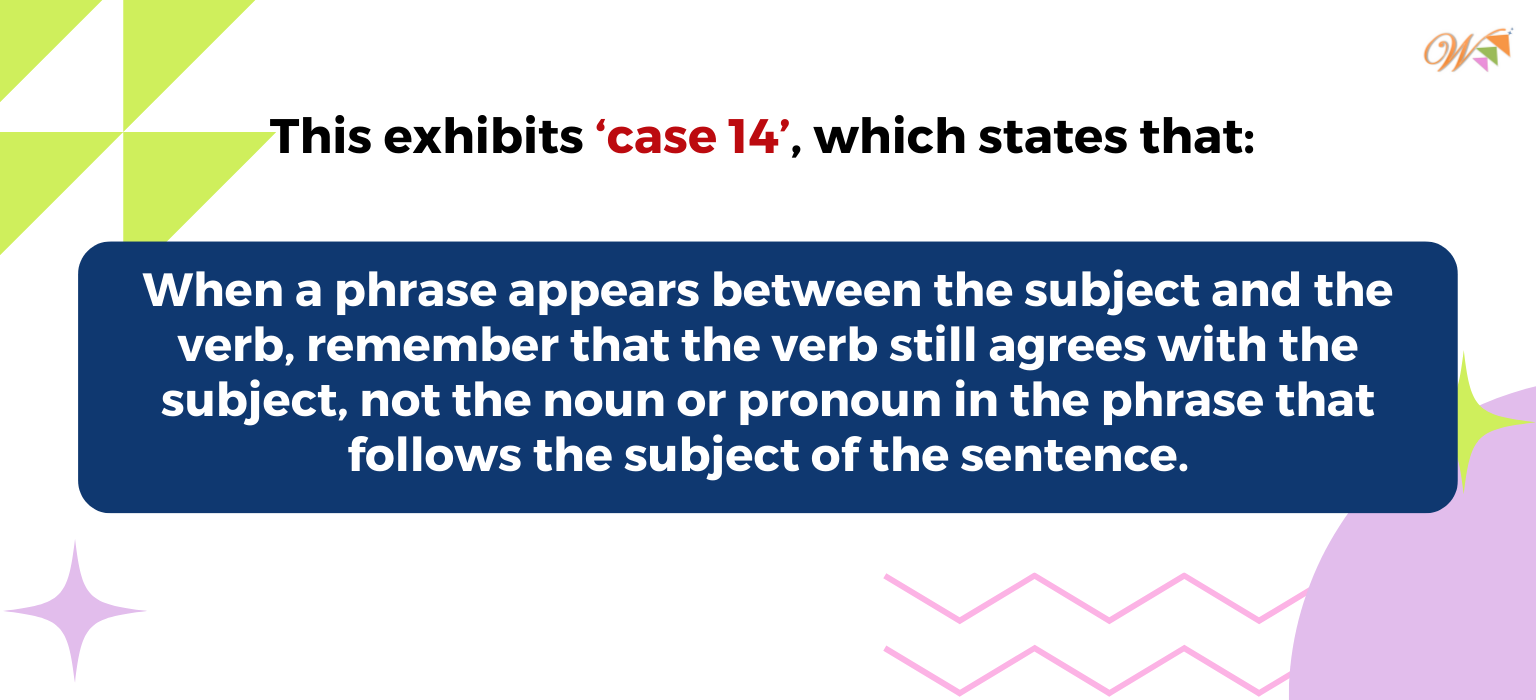 W
This exhibits ‘case 14’, which states that:
When a phrase appears between the subject and the
verb, remember that the verb still agrees with the
subject, not the noun or pronoun in the phrase that
follows the subject of the sentence.